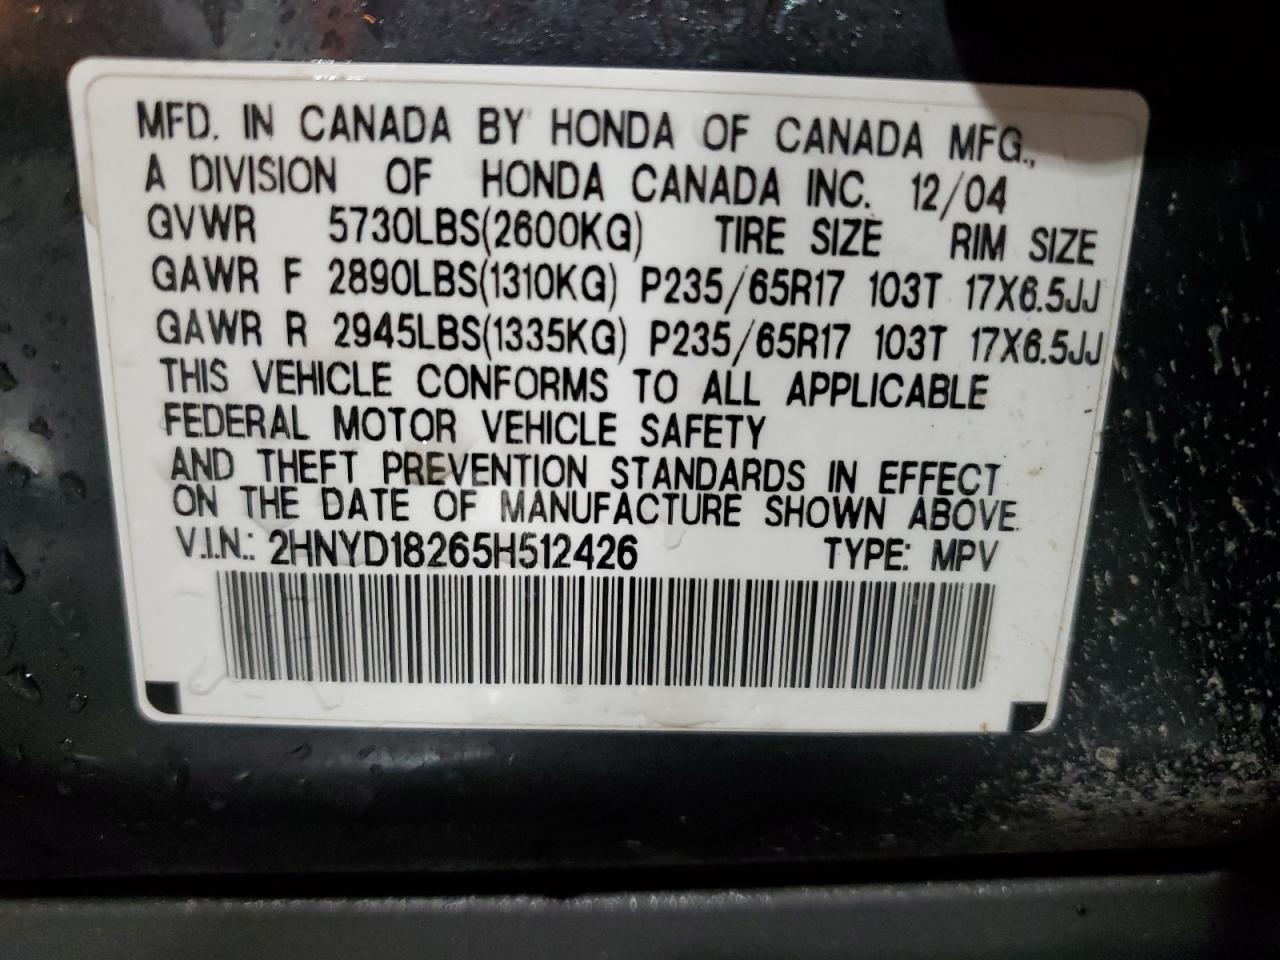 MFD. IN CANADA BY HONDA OF CANADA MFG.,
A DIVISION OF HONDA CANADA INC. 12/04
GVWR 5730LBS(2600KG) TIRE SIZE RIM SIZE
GAWR F 2890LBS(1310KG) P235/65R17 103T 17X6.5JJ
GAWR R 2945LBS(1335KG) P235/65R17 103T 17X6.5JJ
THIS VEHICLE CONFORMS TO ALL APPLICABLE
FEDERAL MOTOR VEHICLE SAFETY
AND THEFT PREVENTION STANDARDS IN EFFECT
ON THE DATE OF MANUFACTURE SHOWN ABOVE.
V.I.N.: 2HNYD18265H512426 TYPE: MPV